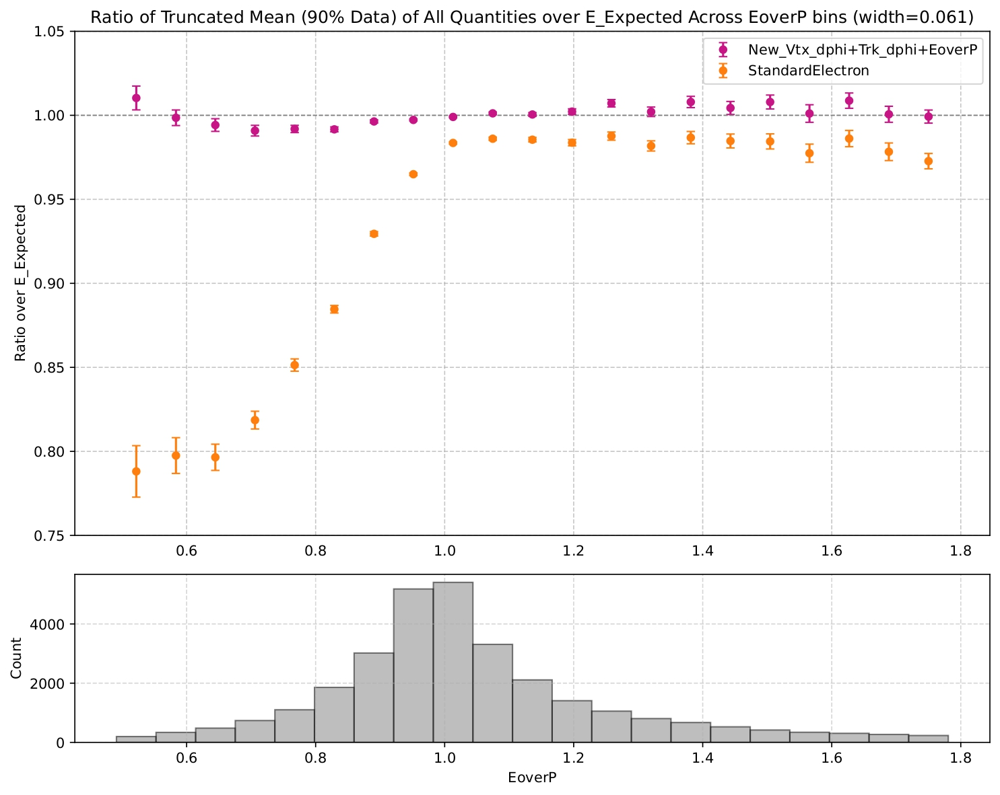 Ratio of Truncated Mean (90% Data) of All Quantities over E_Expected Across EoverP bins (width=0.061)
New_Vtx_dphi+Trk_dphi+EoverP
StandardElectron
Ratio over E_Expected
1.05
1.00
0.95
0.90
0.85
0.80
0.75
0.6 0.8 1.0 1.2 1.4 1.6 1.8
Count
4000
2000
0
0.6 0.8 1.0 1.2 1.4 1.6 1.8
EoverP